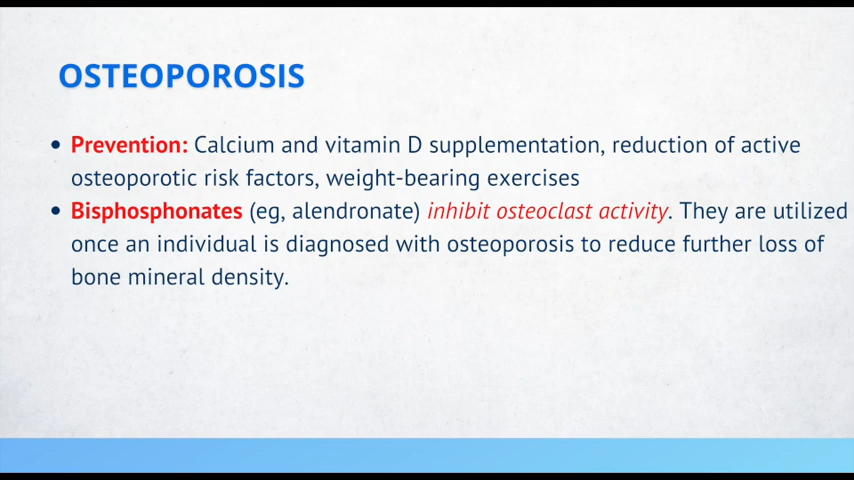 OSTEOPOROSIS
• Prevention: Calcium and vitamin D supplementation, reduction of active
osteoporotic risk factors, weight-bearing exercises
• Bisphosphonates (eg, alendronate) inhibit osteoclast activity. They are utilized
once an individual is diagnosed with osteoporosis to reduce further loss of
bone mineral density.